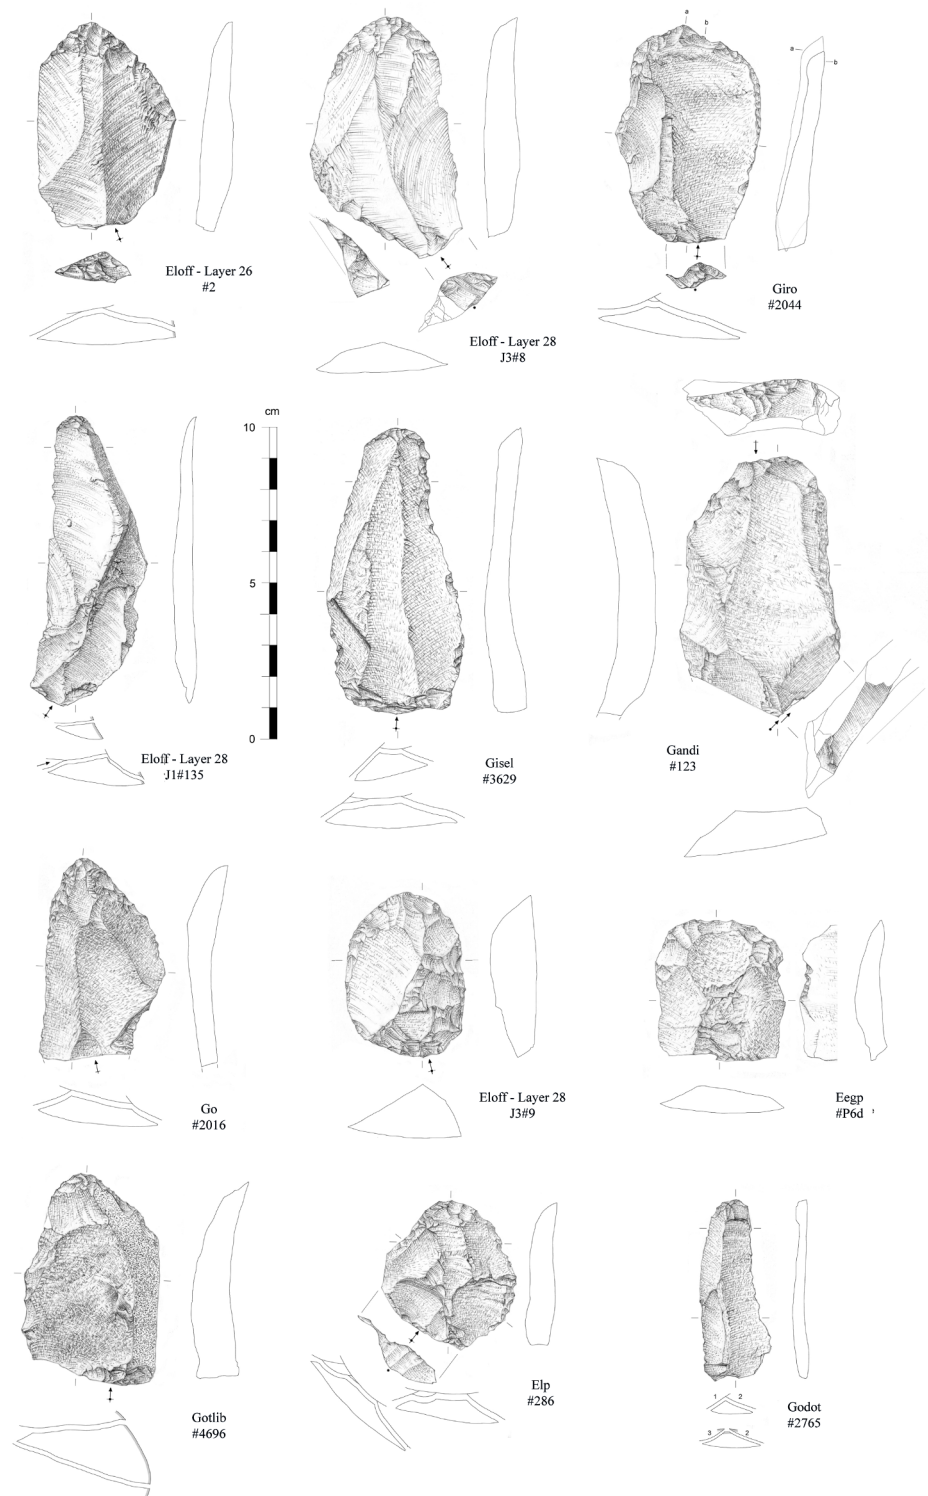 a
b
a
b
Eloff - Layer 26
#2
Eloff - Layer 28
J3#8
Giro
#2044
cm
10
5
0
Eloff - Layer 28
J1#135
Gisel
#3629
Gandi
#123
Go
#2016
Eloff - Layer 28
J3#9
Eegp
#P6d
Gotlib
#4696
Elp
#286
1 2
3 2
Godot
#2765